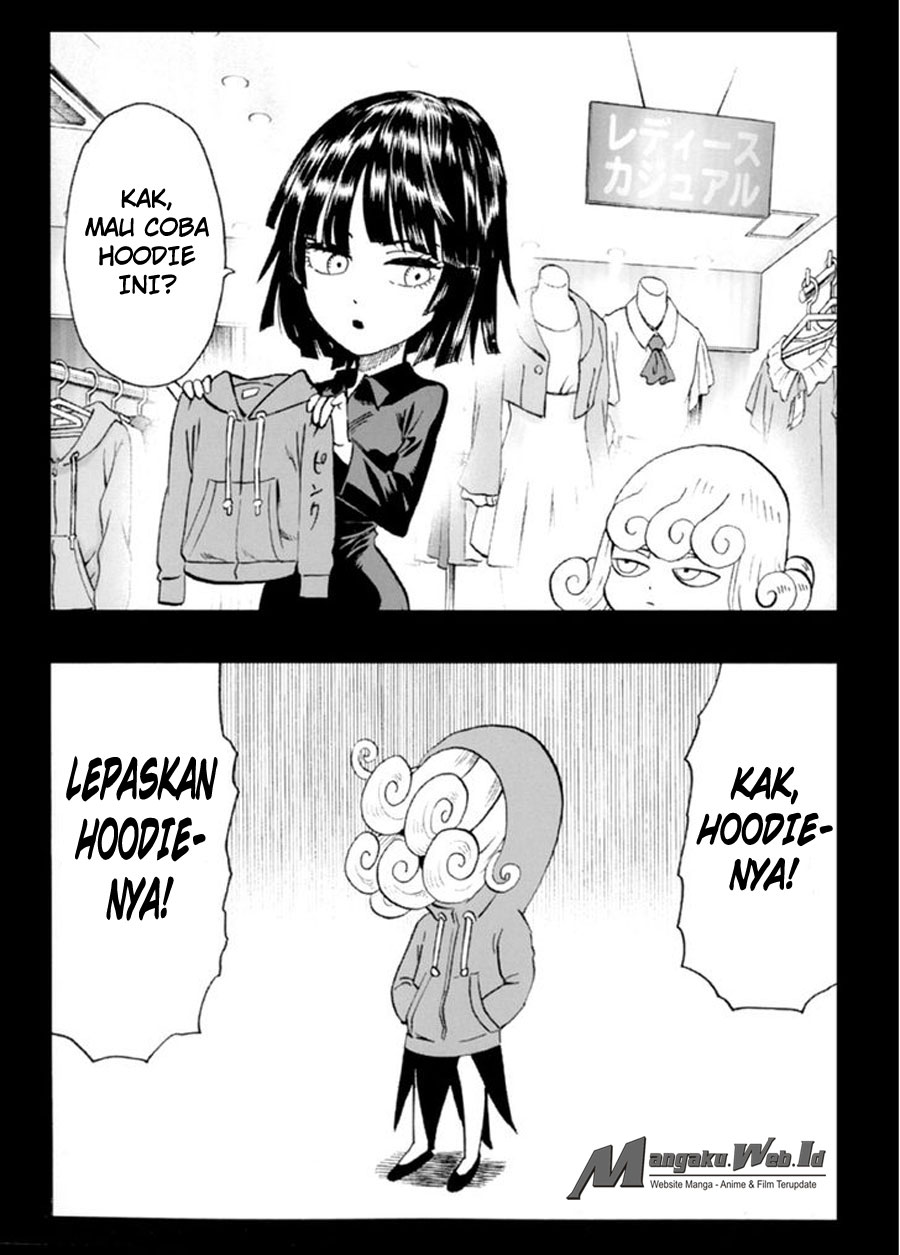 KAK,
MAU COBA
HOODIE
INI?
レディース
カジュアル
ピンク
KAK,
HOODIE-
NYA!
LEPASKAN
HOODIE-
NYA!
Mangaku.Web.Id
Website Manga - Anime & Film Terupdate